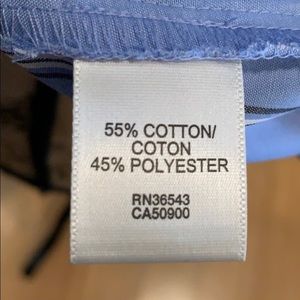 55% COTTON/
COTON
45% POLYESTER
RN36543
CA50900